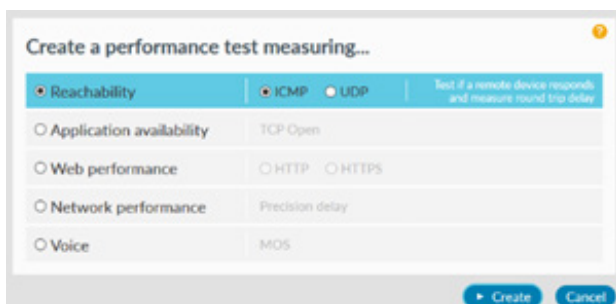 Create a performance test measuring...
Reachability ICMP UDP Test if a remote device responds
and measure round trip delay
Application availability TCP Open
Web performance HTTP HTTPS
Network performance Precision delay
Voice MOS
Create Cancel